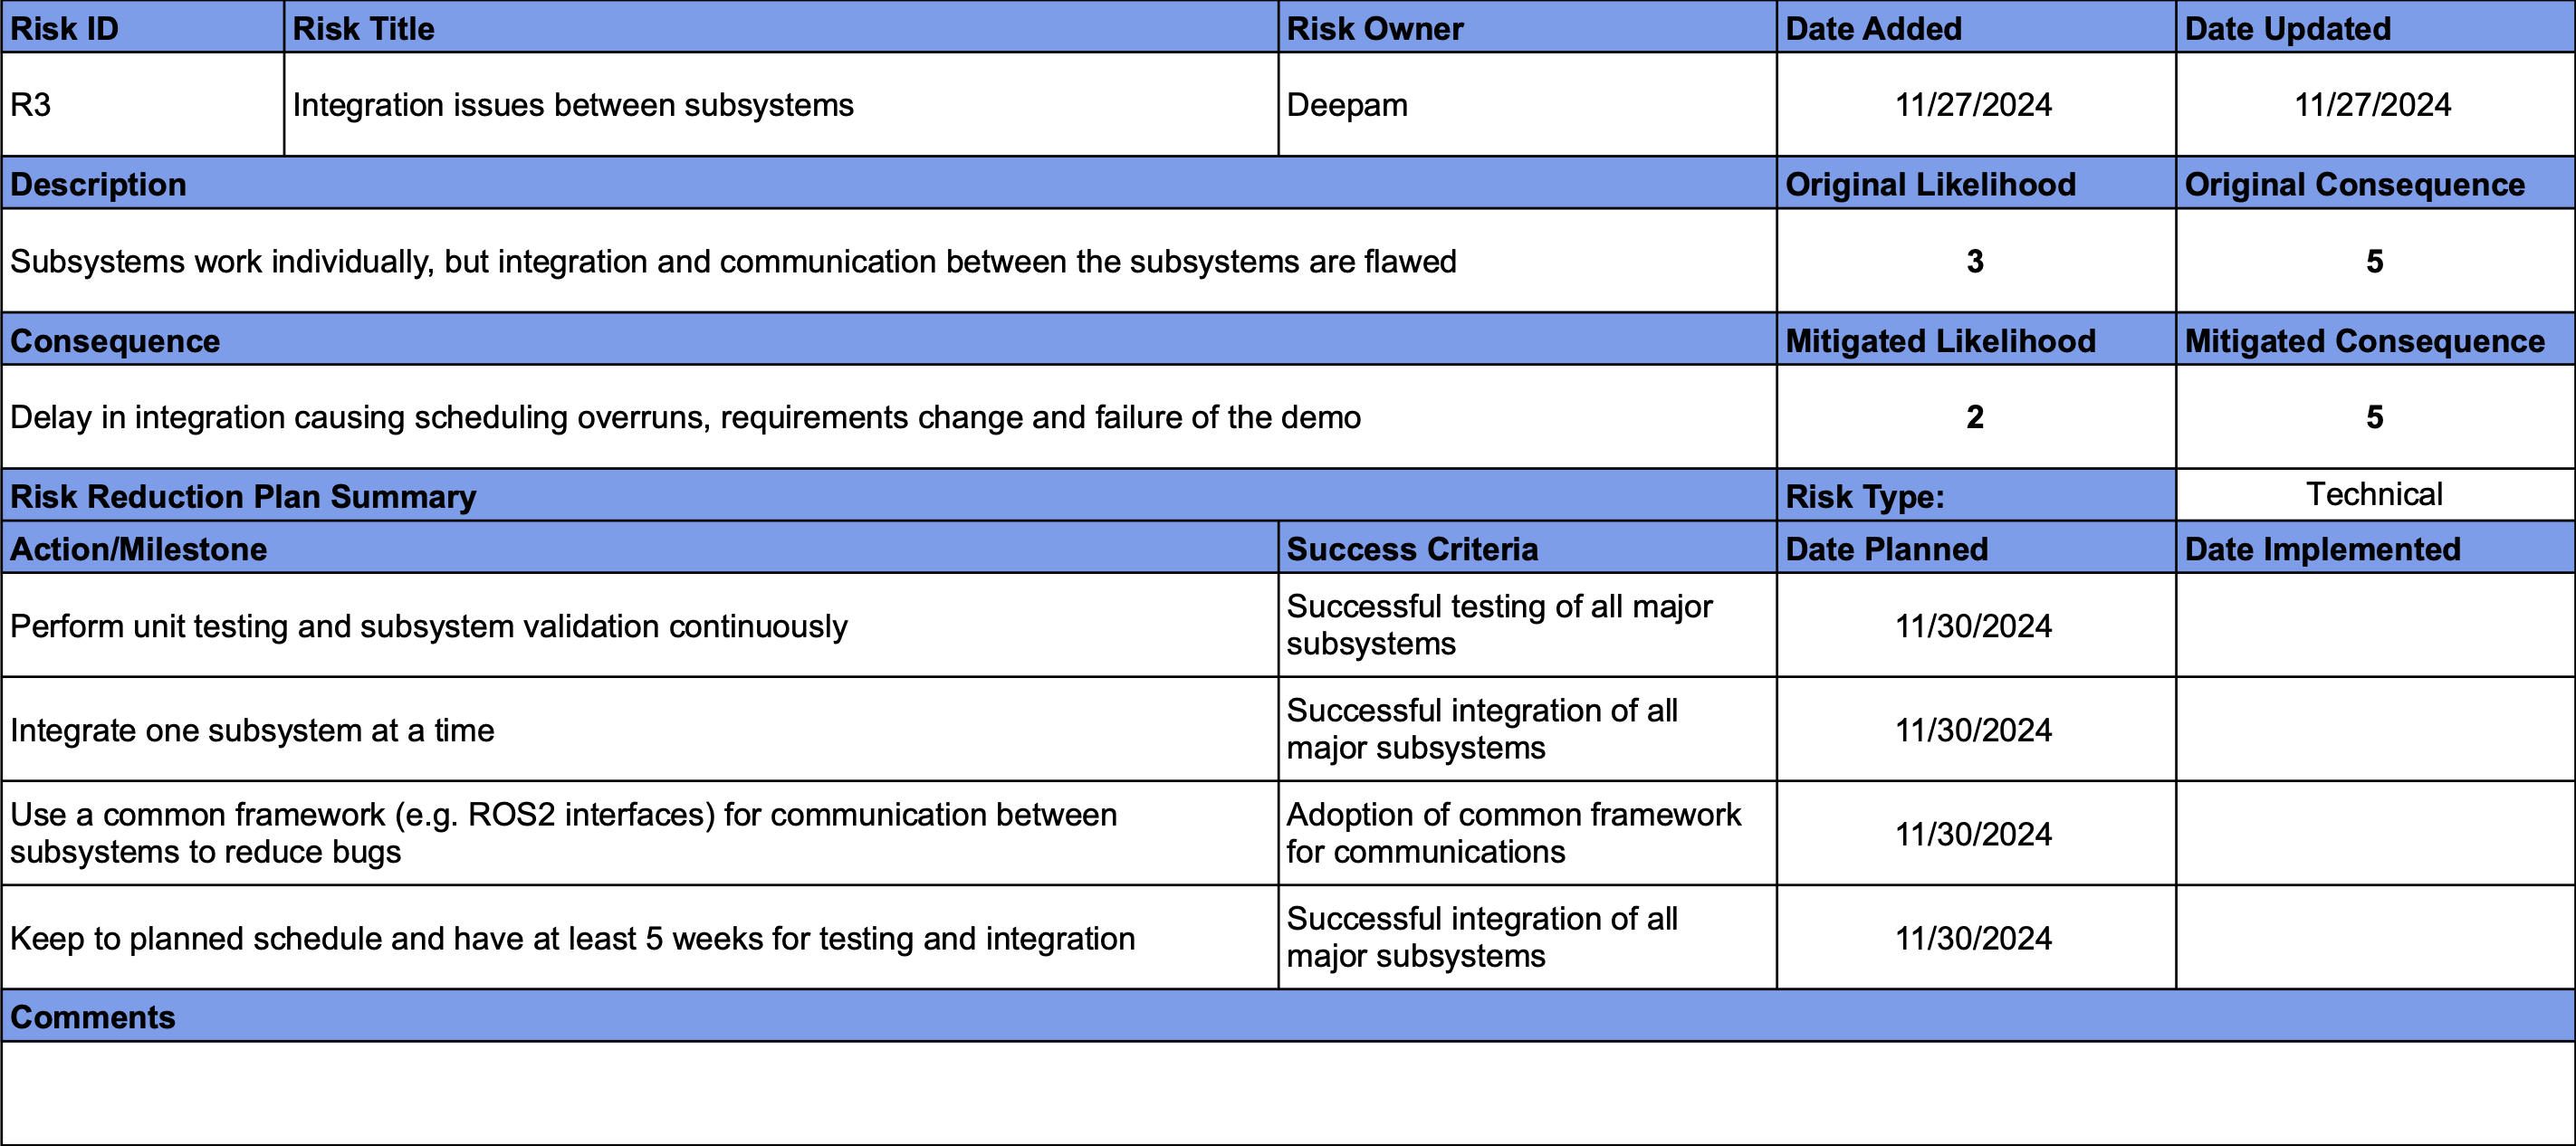 Risk ID Risk Title Risk Owner Date Added Date Updated
R3 Integration issues between subsystems Deepam 11/27/2024 11/27/2024
Description Original Likelihood Original Consequence
Subsystems work individually, but integration and communication between the subsystems are flawed 3 5
Consequence Mitigated Likelihood Mitigated Consequence
Delay in integration causing scheduling overruns, requirements change and failure of the demo 2 5
Risk Reduction Plan Summary Risk Type: Technical
Action/Milestone Success Criteria Date Planned Date Implemented
Perform unit testing and subsystem validation continuously Successful testing of all major
subsystems 11/30/2024
Integrate one subsystem at a time Successful integration of all
major subsystems 11/30/2024
Use a common framework (e.g. ROS2 interfaces) for communication between
subsystems to reduce bugs
Adoption of common framework
for communications 11/30/2024
Keep to planned schedule and have at least 5 weeks for testing and integration Successful integration of all
major subsystems 11/30/2024
Comments